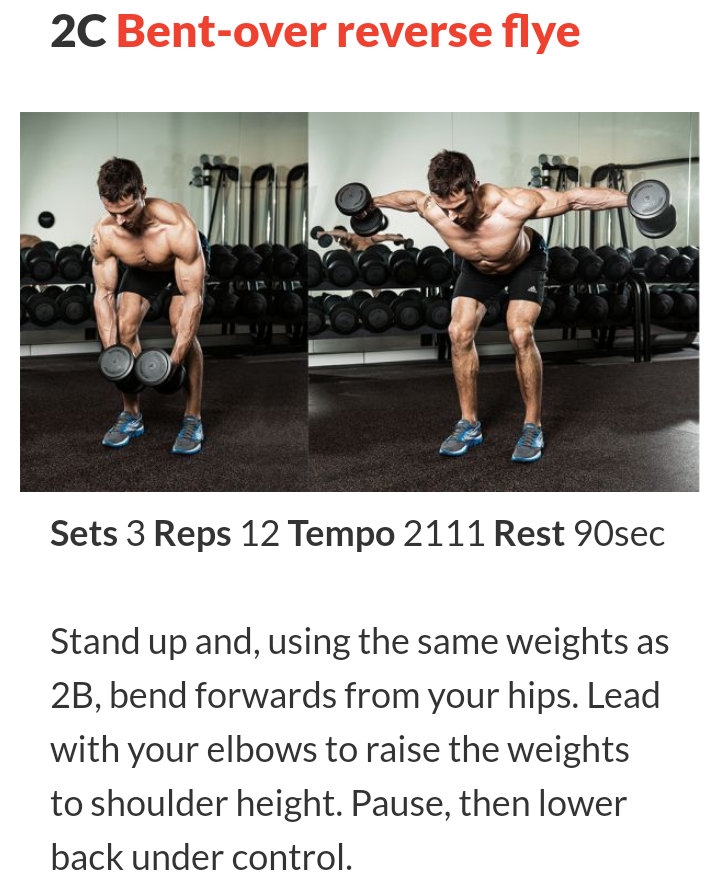 2C Bent-over reverse flye
Sets 3 Reps 12 Tempo 2111 Rest 90sec
Stand up and, using the same weights as
2B, bend forwards from your hips. Lead
with your elbows to raise the weights
to shoulder height. Pause, then lower
back under control.